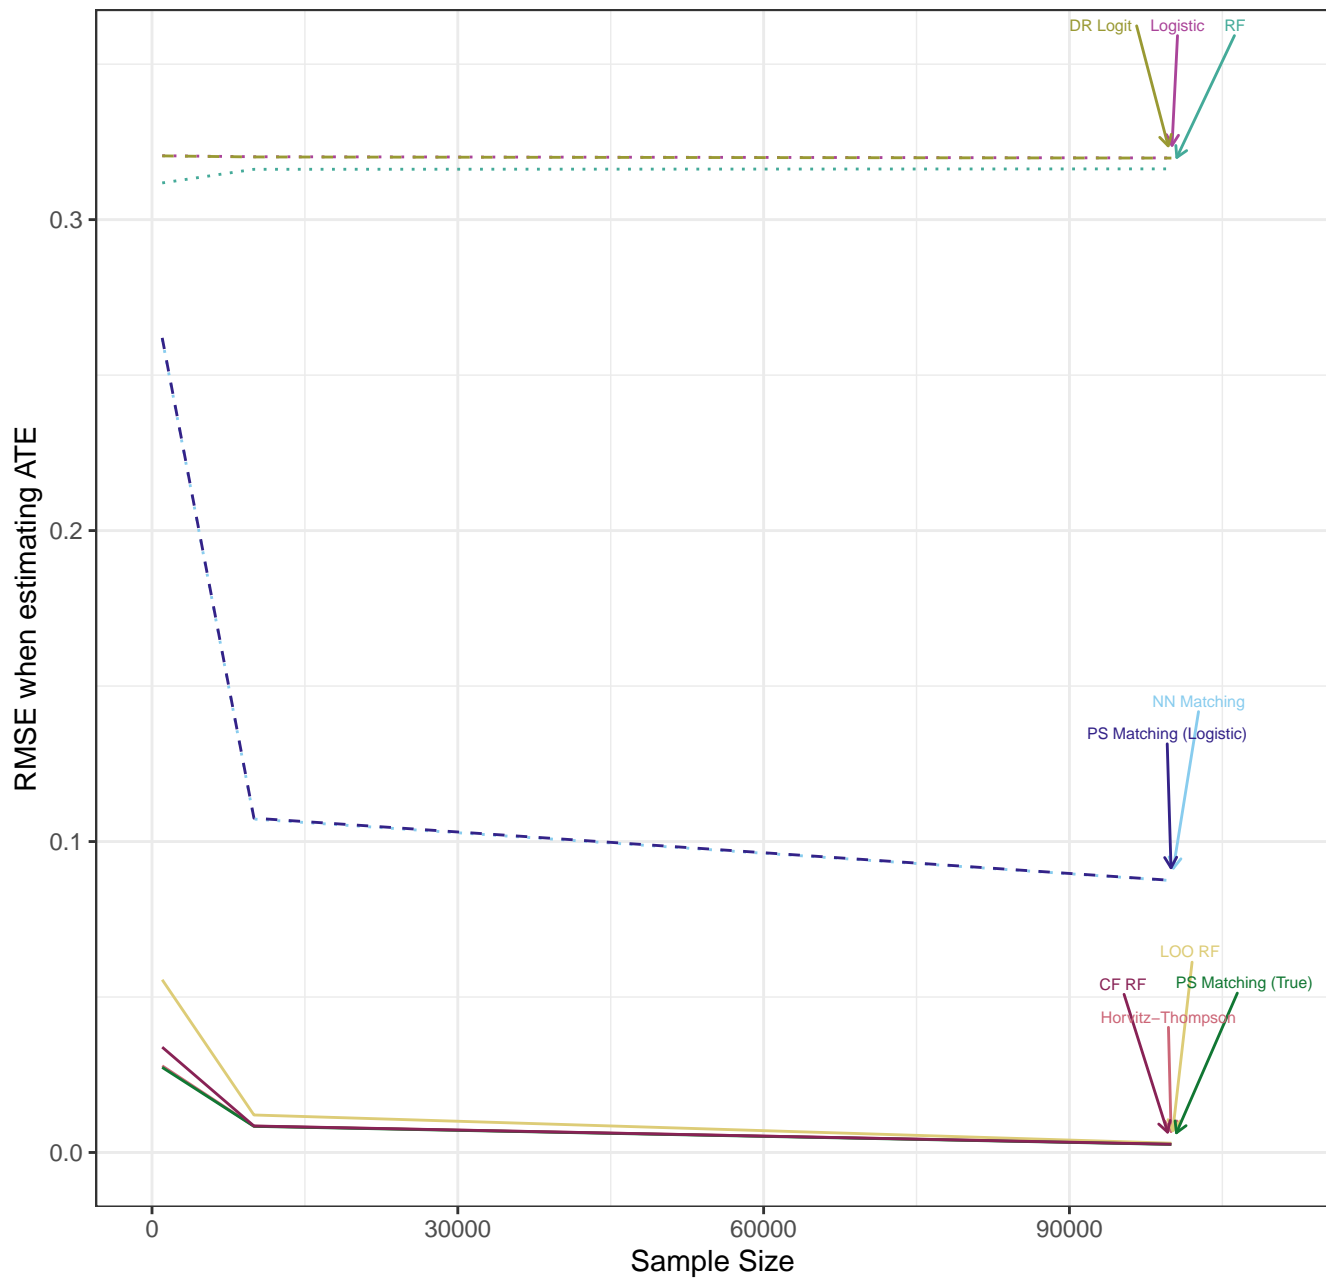 DR Logit
Logistic
RF
0.3
0.2
0.1
0.0
RMSE when estimating ATE
NN Matching
PS Matching (Logistic)
LOO RF
CF RF
PS Matching (True)
Horvitz−Thompson
0
30000
60000
90000
Sample Size